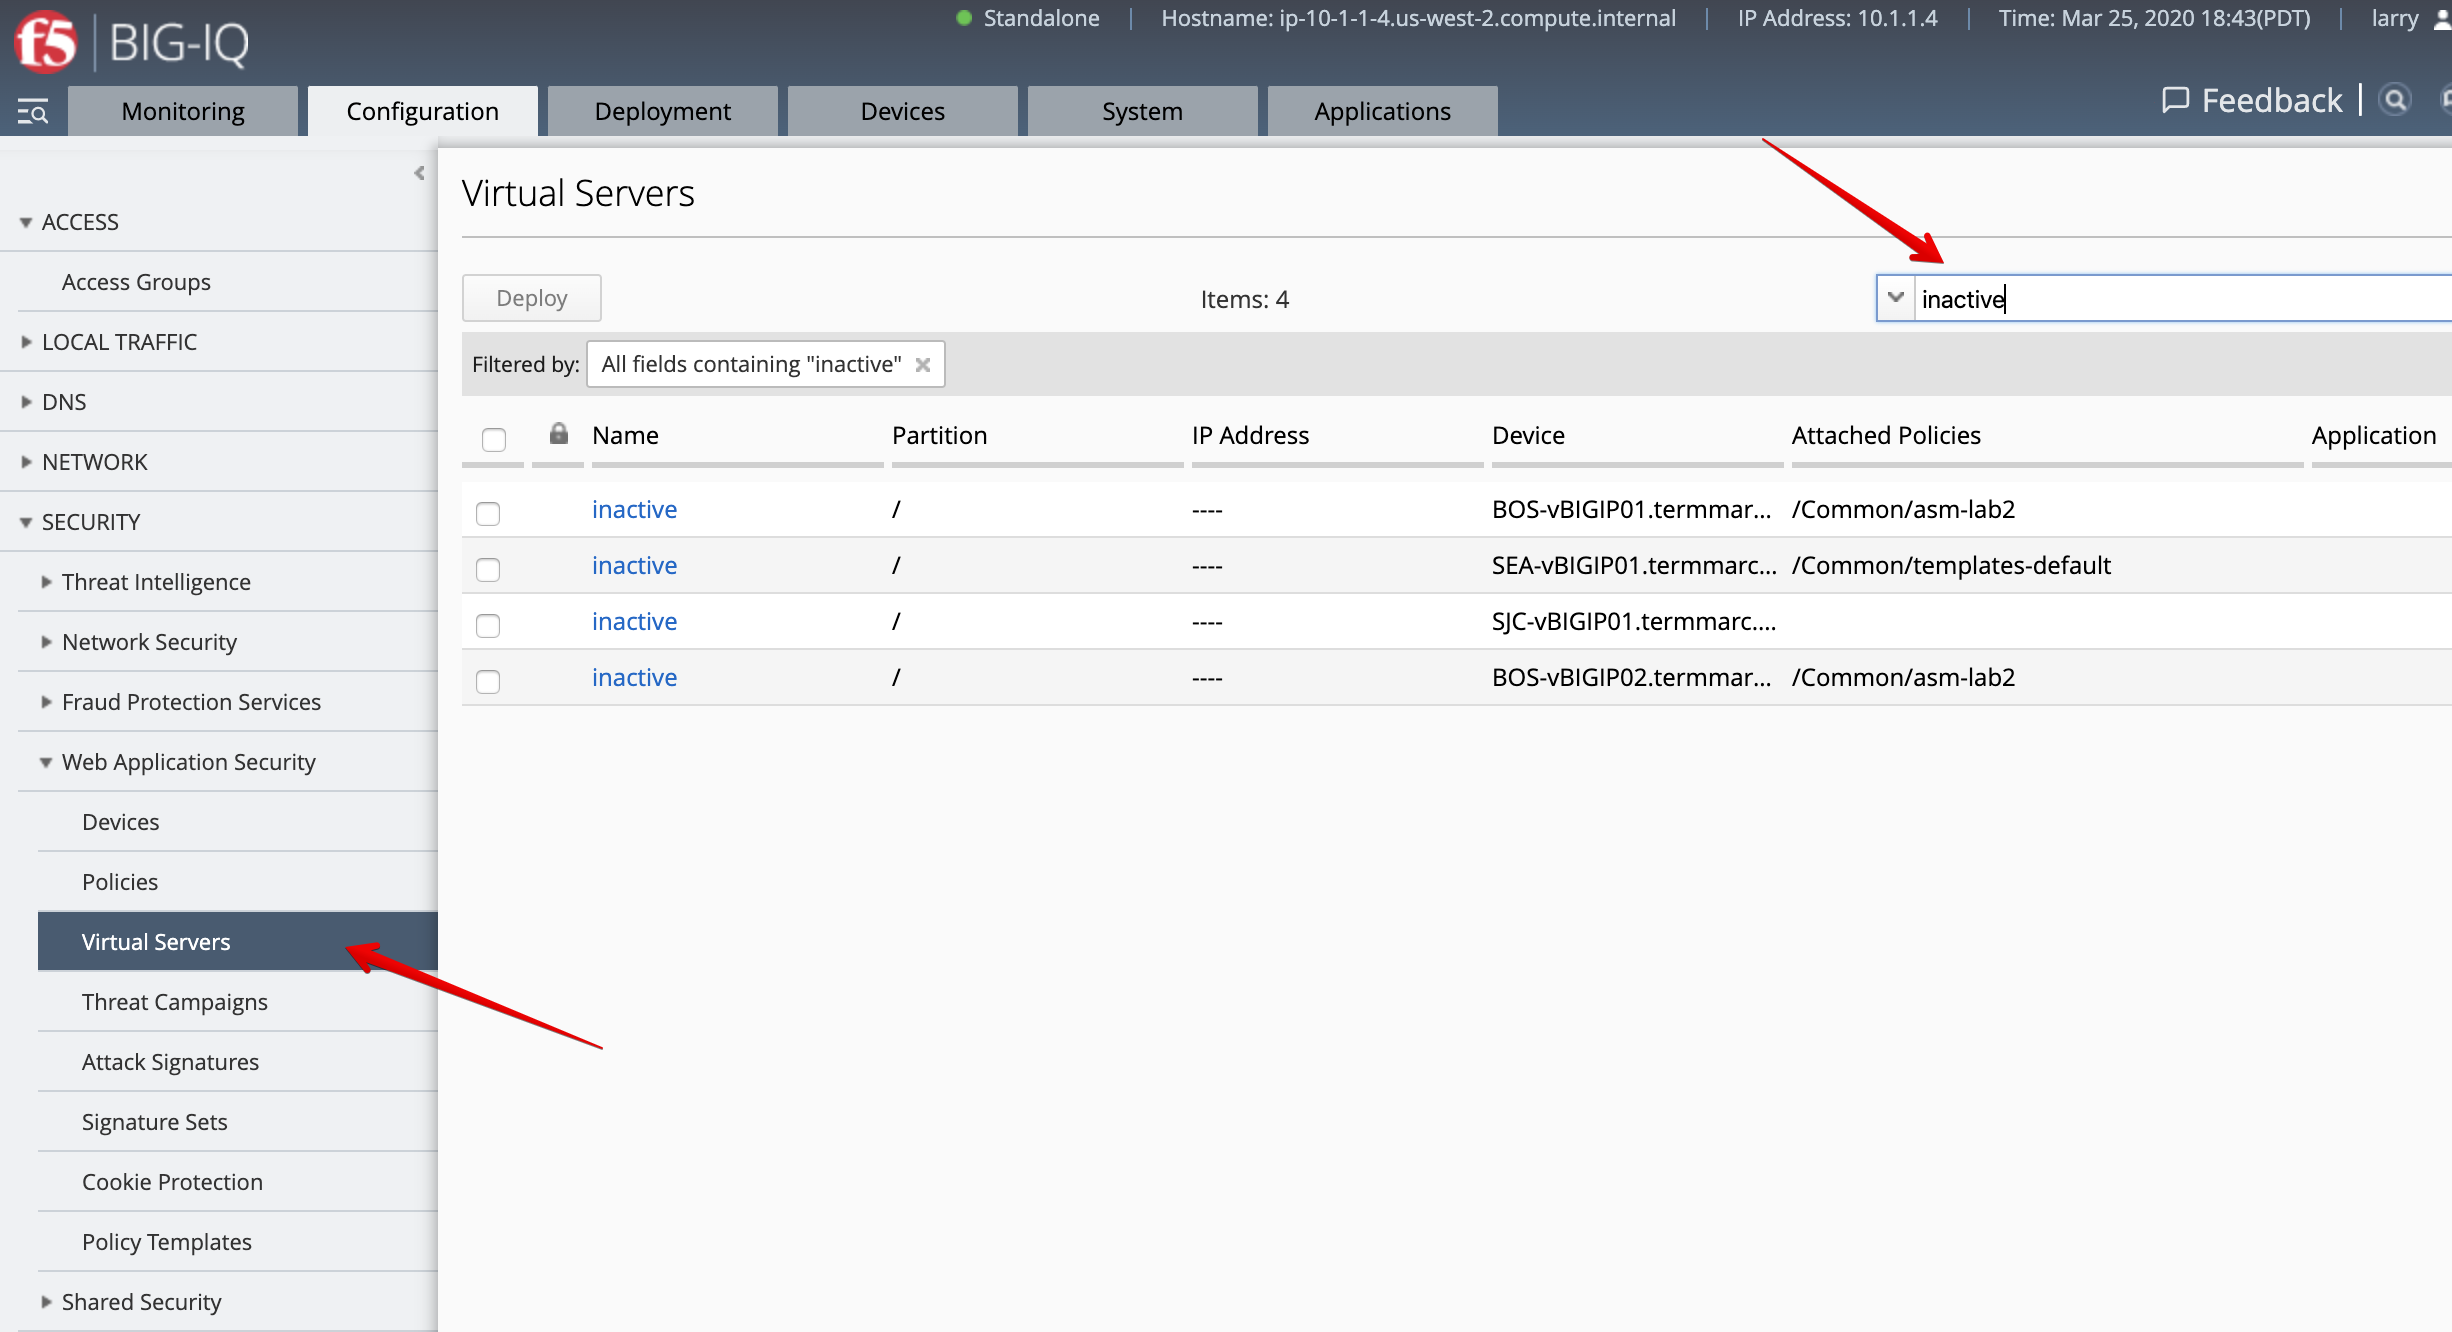 Standalone | Hostname: ip-10-1-1-4.us-west-2.compute.internal | IP Address: 10.1.1.4 | Time: Mar 25, 2020 18:43(PDT) | larry
f5 | BIG-IQ
Monitoring Configuration Deployment Devices System Applications Feedback |
Virtual Servers
ACCESS
Access Groups
LOCAL TRAFFIC
DNS
NETWORK
SECURITY
Threat Intelligence
Network Security
Fraud Protection Services
Web Application Security
Devices
Policies
Virtual Servers
Threat Campaigns
Attack Signatures
Signature Sets
Cookie Protection
Policy Templates
Shared Security
Deploy Items: 4 inactive
Filtered by: All fields containing "inactive"
Name Partition IP Address Device Attached Policies Application
inactive / ---- BOS-vBIGIP01.termmar... /Common/asm-lab2
inactive / ---- SEA-vBIGIP01.termmarc... /Common/templates-default
inactive / ---- SJC-vBIGIP01.termmarc....
inactive / ---- BOS-vBIGIP02.termmar... /Common/asm-lab2